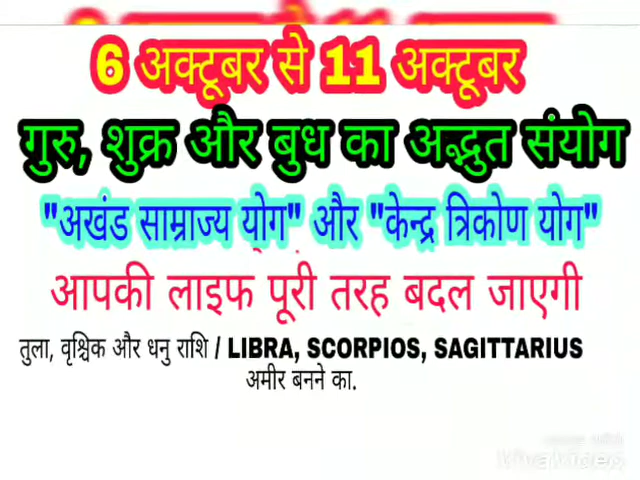 6 अक्टूबर से 11 अक्टूबर
गुरु, शुक्र और बुध का अद्भुत संयोग
"अखंड साम्राज्य योग" और "केन्द्र त्रिकोण योग"
आपकी लाइफ पूरी तरह बदल जाएगी
तुला, वृश्चिक और धनु राशि / LIBRA, SCORPIOS, SAGITTARIUS
अमीर बनने का.
VivaVideo